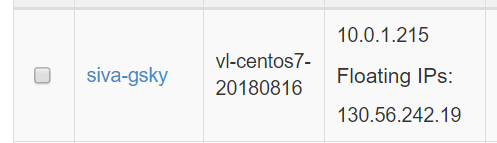 siva-gsky
vl-centos7-
20180816
10.0.1.215
Floating IPs:
130.56.242.19